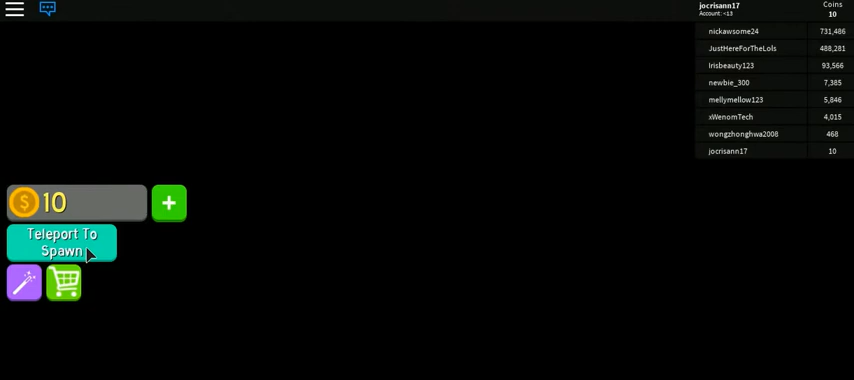 jocrisann17
Account: <13
Coins
10
nickawsome24 731,486
JustHereForTheLols 488,281
Irisbeauty123 93,566
newbie_300 7,385
mellymellow123 5,846
xWenomTech 4,015
wongzhonghwa2008 468
jocrisann17 10
$ 10 +
Teleport To
Spawn